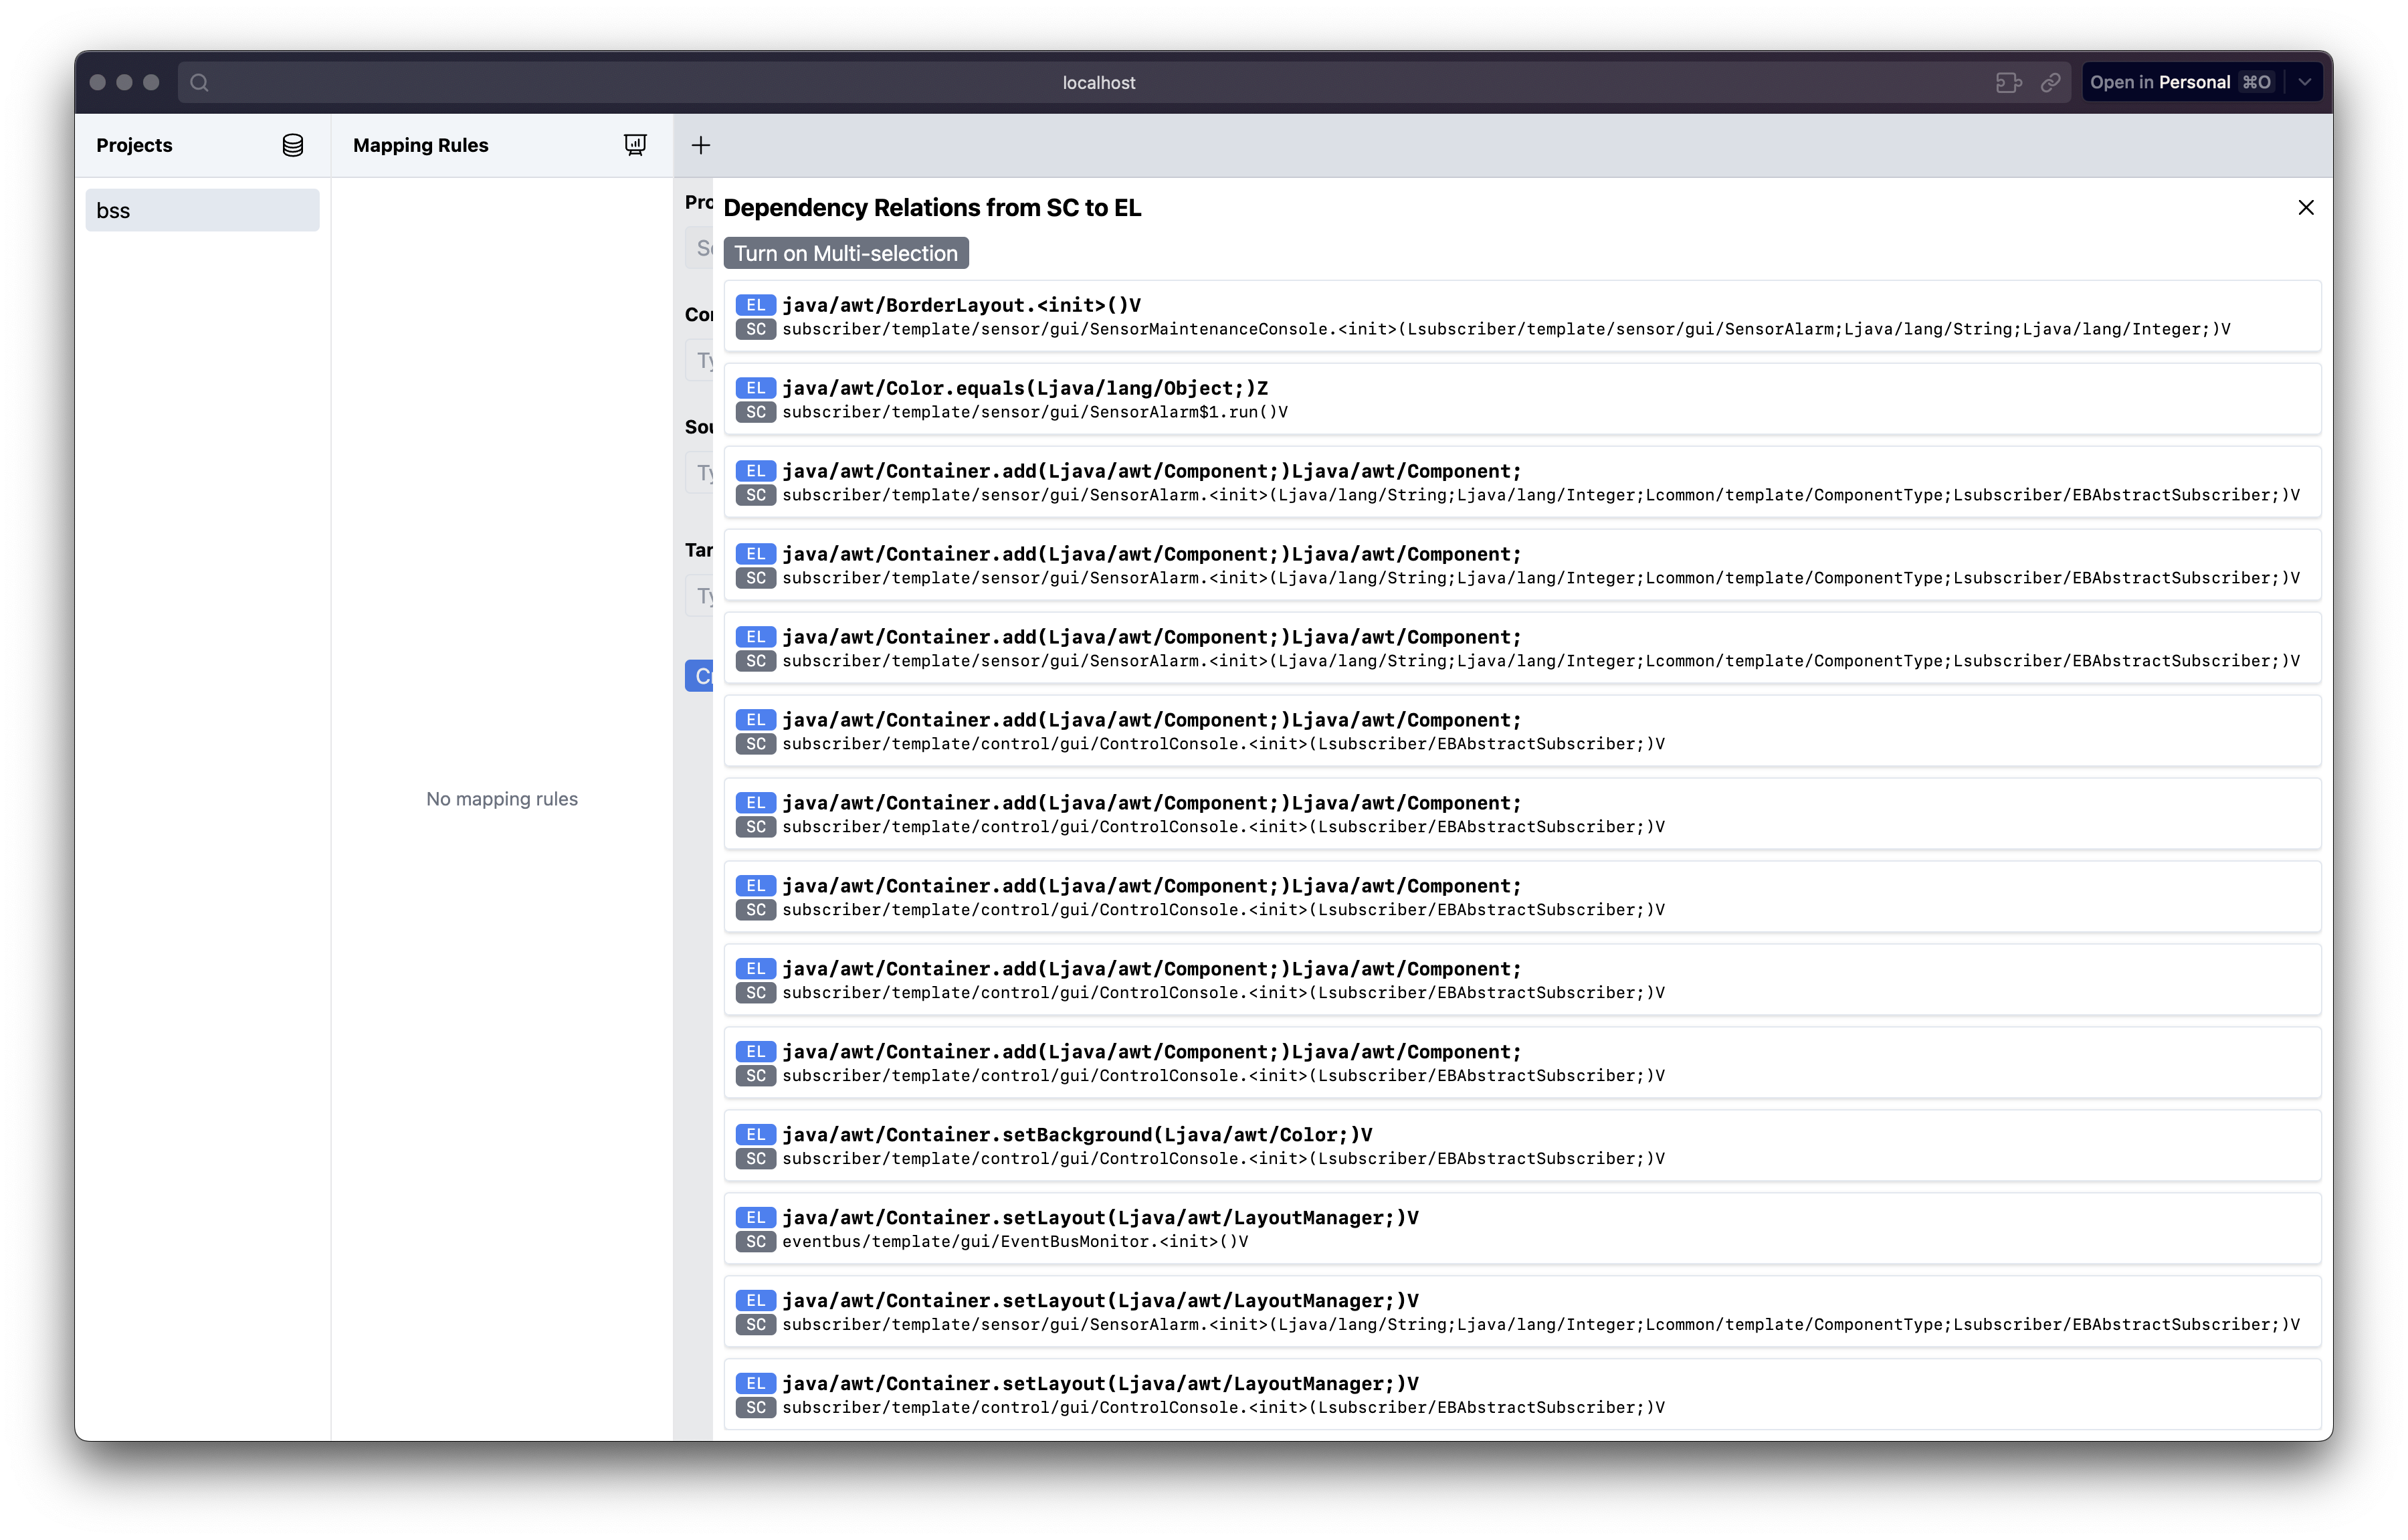 localhost
Open in Personal ⌘O
Projects
Mapping Rules
bss
No mapping rules
Dependency Relations from SC to EL
Turn on Multi-selection
EL java/awt/BorderLayout.<init>()V
SC subscriber/template/sensor/gui/SensorMaintenanceConsole.<init>(Lsubscriber/template/sensor/gui/SensorAlarm;Ljava/lang/String;Ljava/lang/Integer;)V
EL java/awt/Color.equals(Ljava/lang/Object;)Z
SC subscriber/template/sensor/gui/SensorAlarm$1.run()V
EL java/awt/Container.add(Ljava/awt/Component;)Ljava/awt/Component;
SC subscriber/template/sensor/gui/SensorAlarm.<init>(Ljava/lang/String;Ljava/lang/Integer;Lcommon/template/ComponentType;Lsubscriber/EBAbstractSubscriber;)V
EL java/awt/Container.add(Ljava/awt/Component;)Ljava/awt/Component;
SC subscriber/template/sensor/gui/SensorAlarm.<init>(Ljava/lang/String;Ljava/lang/Integer;Lcommon/template/ComponentType;Lsubscriber/EBAbstractSubscriber;)V
EL java/awt/Container.add(Ljava/awt/Component;)Ljava/awt/Component;
SC subscriber/template/sensor/gui/SensorAlarm.<init>(Ljava/lang/String;Ljava/lang/Integer;Lcommon/template/ComponentType;Lsubscriber/EBAbstractSubscriber;)V
EL java/awt/Container.add(Ljava/awt/Component;)Ljava/awt/Component;
SC subscriber/template/control/gui/ControlConsole.<init>(Lsubscriber/EBAbstractSubscriber;)V
EL java/awt/Container.add(Ljava/awt/Component;)Ljava/awt/Component;
SC subscriber/template/control/gui/ControlConsole.<init>(Lsubscriber/EBAbstractSubscriber;)V
EL java/awt/Container.add(Ljava/awt/Component;)Ljava/awt/Component;
SC subscriber/template/control/gui/ControlConsole.<init>(Lsubscriber/EBAbstractSubscriber;)V
EL java/awt/Container.add(Ljava/awt/Component;)Ljava/awt/Component;
SC subscriber/template/control/gui/ControlConsole.<init>(Lsubscriber/EBAbstractSubscriber;)V
EL java/awt/Container.add(Ljava/awt/Component;)Ljava/awt/Component;
SC subscriber/template/control/gui/ControlConsole.<init>(Lsubscriber/EBAbstractSubscriber;)V
EL java/awt/Container.setBackground(Ljava/awt/Color;)V
SC subscriber/template/control/gui/ControlConsole.<init>(Lsubscriber/EBAbstractSubscriber;)V
EL java/awt/Container.setLayout(Ljava/awt/LayoutManager;)V
SC eventbus/template/gui/EventBusMonitor.<init>()V
EL java/awt/Container.setLayout(Ljava/awt/LayoutManager;)V
SC subscriber/template/sensor/gui/SensorAlarm.<init>(Ljava/lang/String;Ljava/lang/Integer;Lcommon/template/ComponentType;Lsubscriber/EBAbstractSubscriber;)V
EL java/awt/Container.setLayout(Ljava/awt/LayoutManager;)V
SC subscriber/template/control/gui/ControlConsole.<init>(Lsubscriber/EBAbstractSubscriber;)V